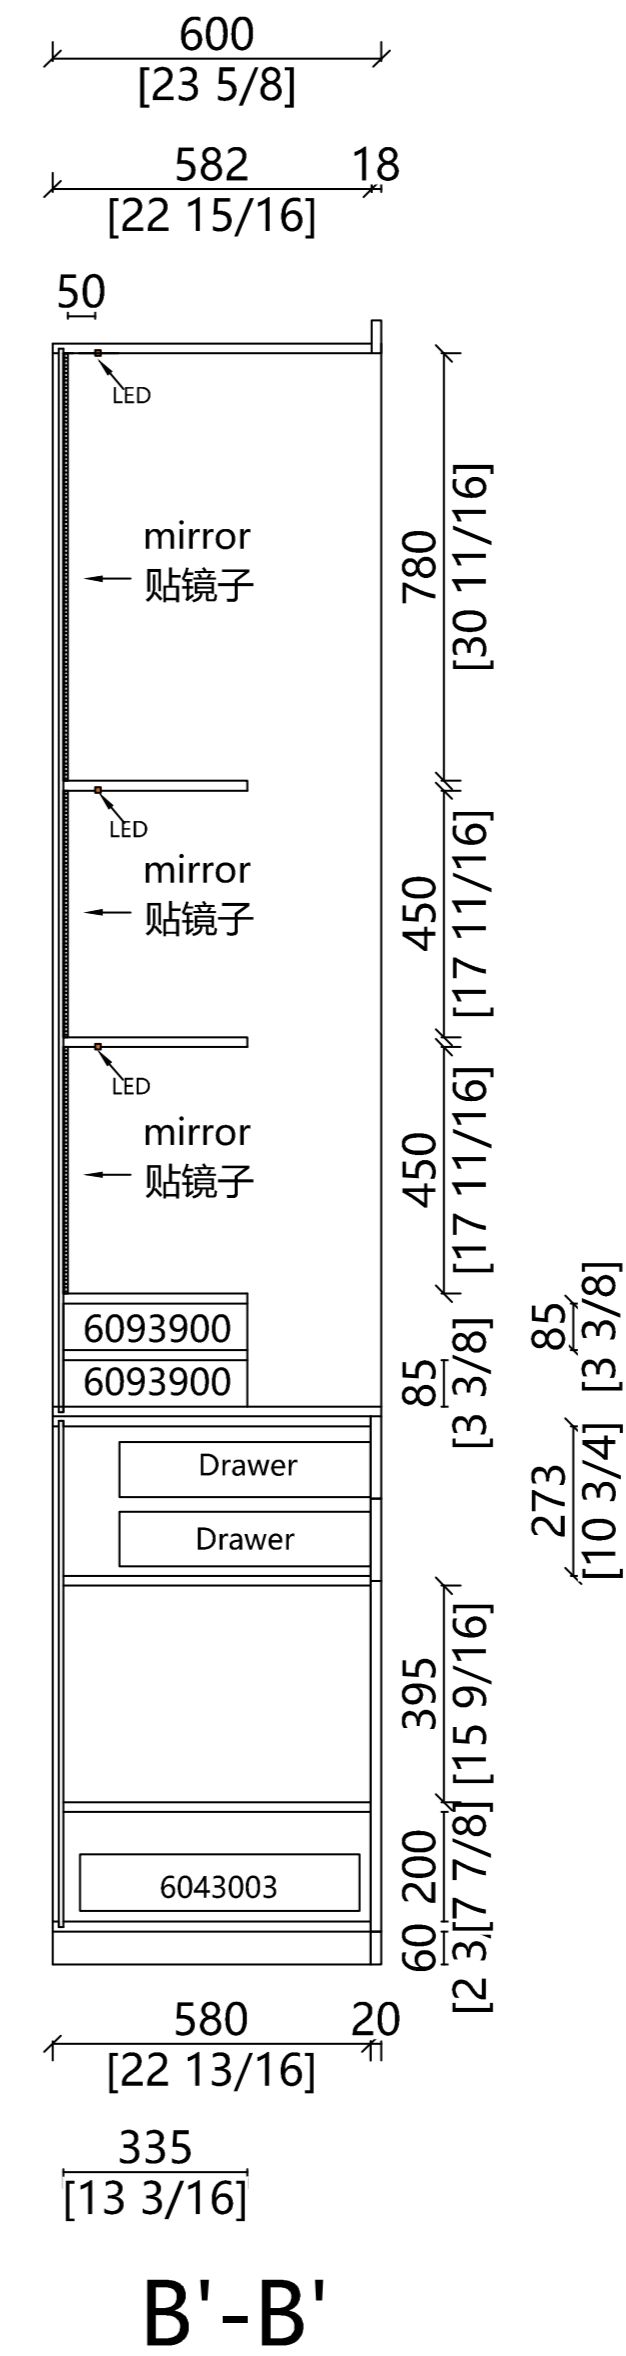 600
[23 5/8]
582 18
[22 15/16]
50
LED
mirror
贴镜子
780
[30 11/16]
LED
mirror
贴镜子
450
[17 11/16]
LED
mirror
贴镜子
450
[17 11/16]
6093900
85
[3 3/8]
6093900
85
[3 3/8]
Drawer
Drawer
273
[10 3/4]
395
[15 9/16]
6043003
200
[7 7/8]
60
[2 3
580 20
[22 13/16]
335
[13 3/16]
B'-B'